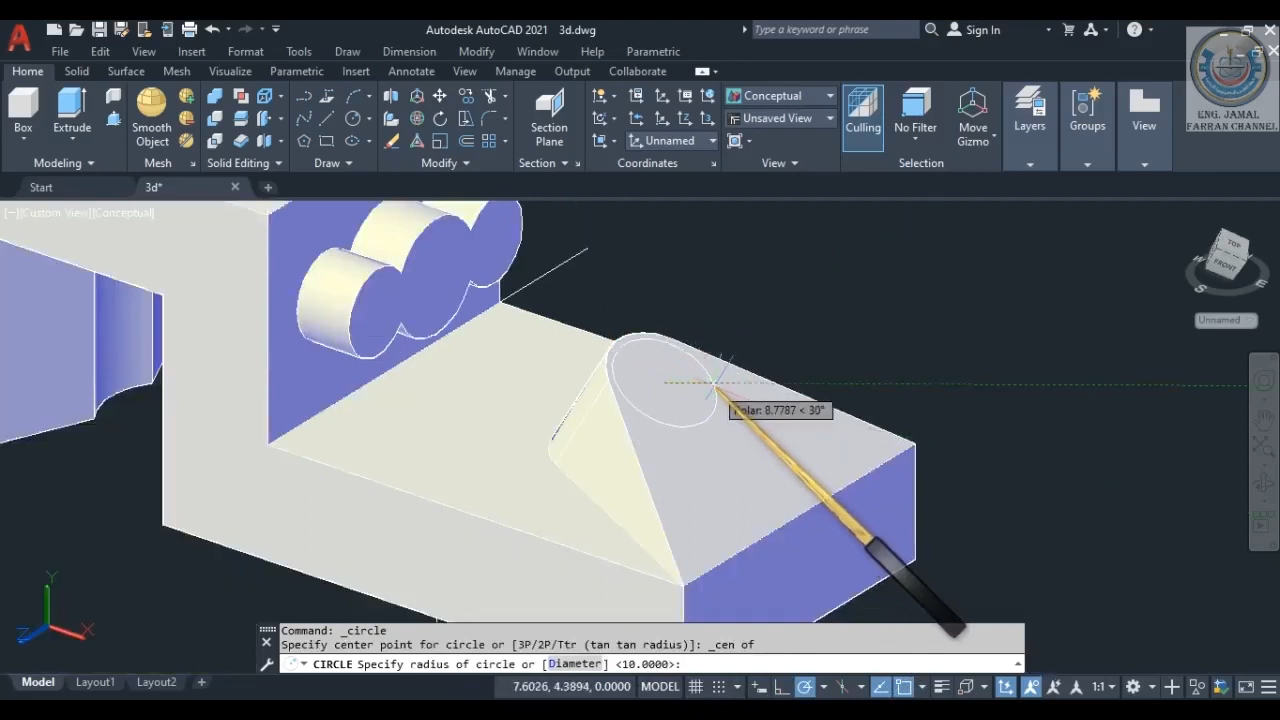 Autodesk AutoCAD 2021 3d.dwg
Type a keyword or phrase
Sign In
File Edit View Insert Format Tools Draw Dimension Modify Window Help Parametric
Home Solid Surface Mesh Visualize Parametric Insert Annotate View Manage Output Collaborate
ENG. JAMAL
FARRAN CHANNEL
Box
Extrude
Smooth
Object
Section
Plane
Unnamed
Conceptual
Unsaved View
Culling
No Filter
Move
Gizmo
Layers
Groups
View
Modeling
Mesh
Solid Editing
Draw
Modify
Section
Coordinates
View
Selection
Start
3d*
[−][Custom View][Conceptual]
TOP
FRONT
W
S
E
Unnamed
Polar: 8.7787 < 30°
Y
X
Z
Command: _circle
Specify center point for circle or [3P/2P/Ttr (tan tan radius)]: _cen of
CIRCLE Specify radius of circle or [Diameter] <10.0000>:
Model Layout1 Layout2
7.6026, 4.3894, 0.0000 MODEL
1:1